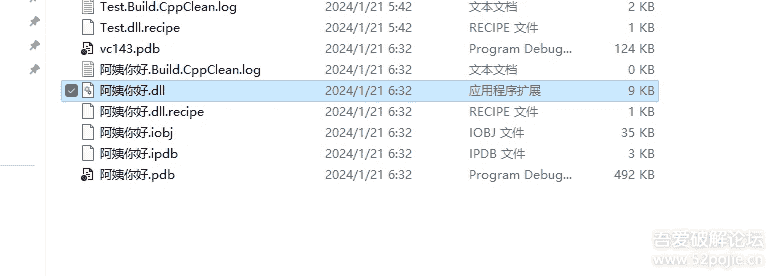 Test.Build.CppClean.log 2024/1/21 5:42 文本文档 2 KB
Test.dll.recipe 2024/1/21 5:42 RECIPE 文件 1 KB
vc143.pdb 2024/1/21 6:32 Program Debug... 124 KB
阿姨你好.Build.CppClean.log 2024/1/21 6:32 文本文档 0 KB
阿姨你好.dll 2024/1/21 6:32 应用程序扩展 9 KB
阿姨你好.dll.recipe 2024/1/21 6:32 RECIPE 文件 1 KB
阿姨你好.iobj 2024/1/21 6:32 IOBJ 文件 35 KB
阿姨你好.ipdb 2024/1/21 6:32 IPDB 文件 3 KB
阿姨你好.pdb 2024/1/21 6:32 Program Debug... 492 KB
吾爱破解论坛
www.52pojie.cn